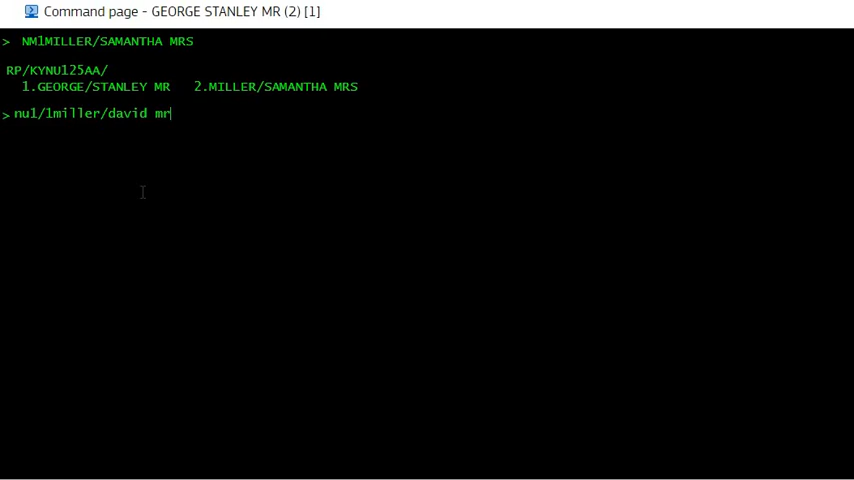 Command page - GEORGE STANLEY MR (2) [1]
> NM1MILLER/SAMANTHA MRS
RP/KYNU125AA/
1.GEORGE/STANLEY MR 2.MILLER/SAMANTHA MRS
> nu1/1miller/david mr